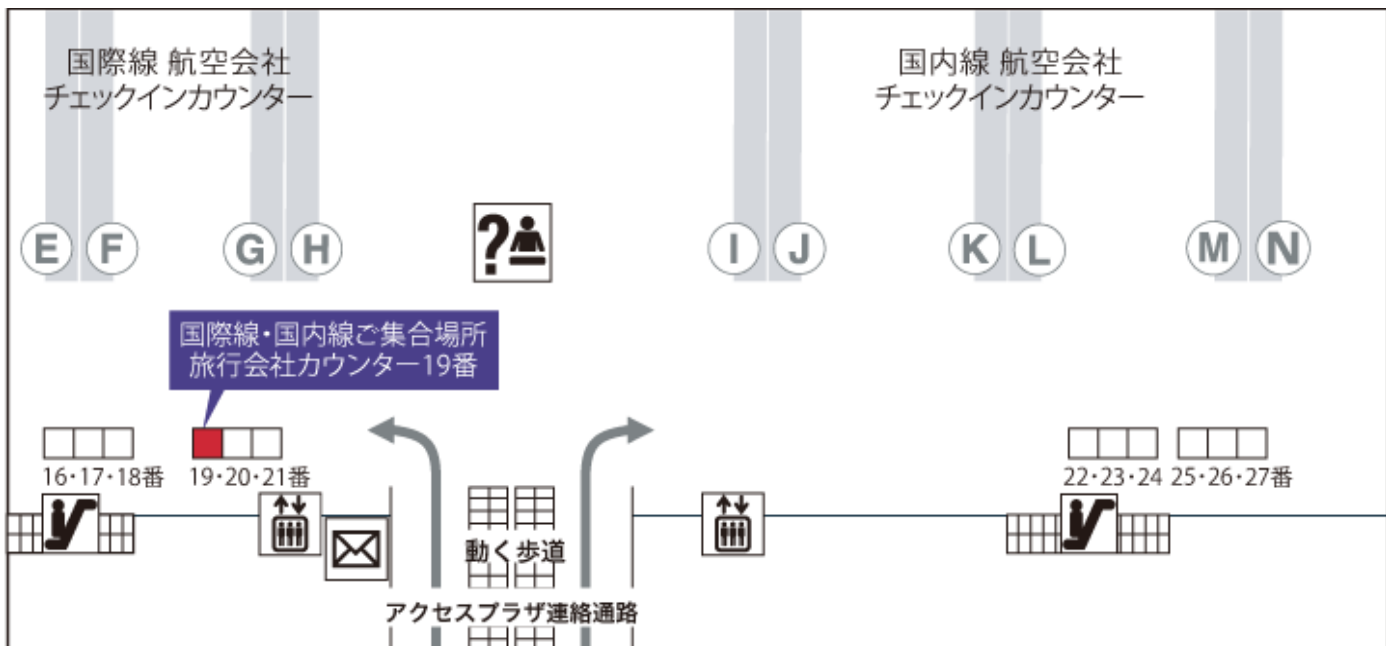 国際線 航空会社
チェックインカウンター
国内線 航空会社
チェックインカウンター
E F G H ? I J K L M N
国際線・国内線ご集合場所
旅行会社カウンター19番
16・17・18番 19・20・21番 22・23・24 25・26・27番
動く歩道
アクセスプラザ連絡通路